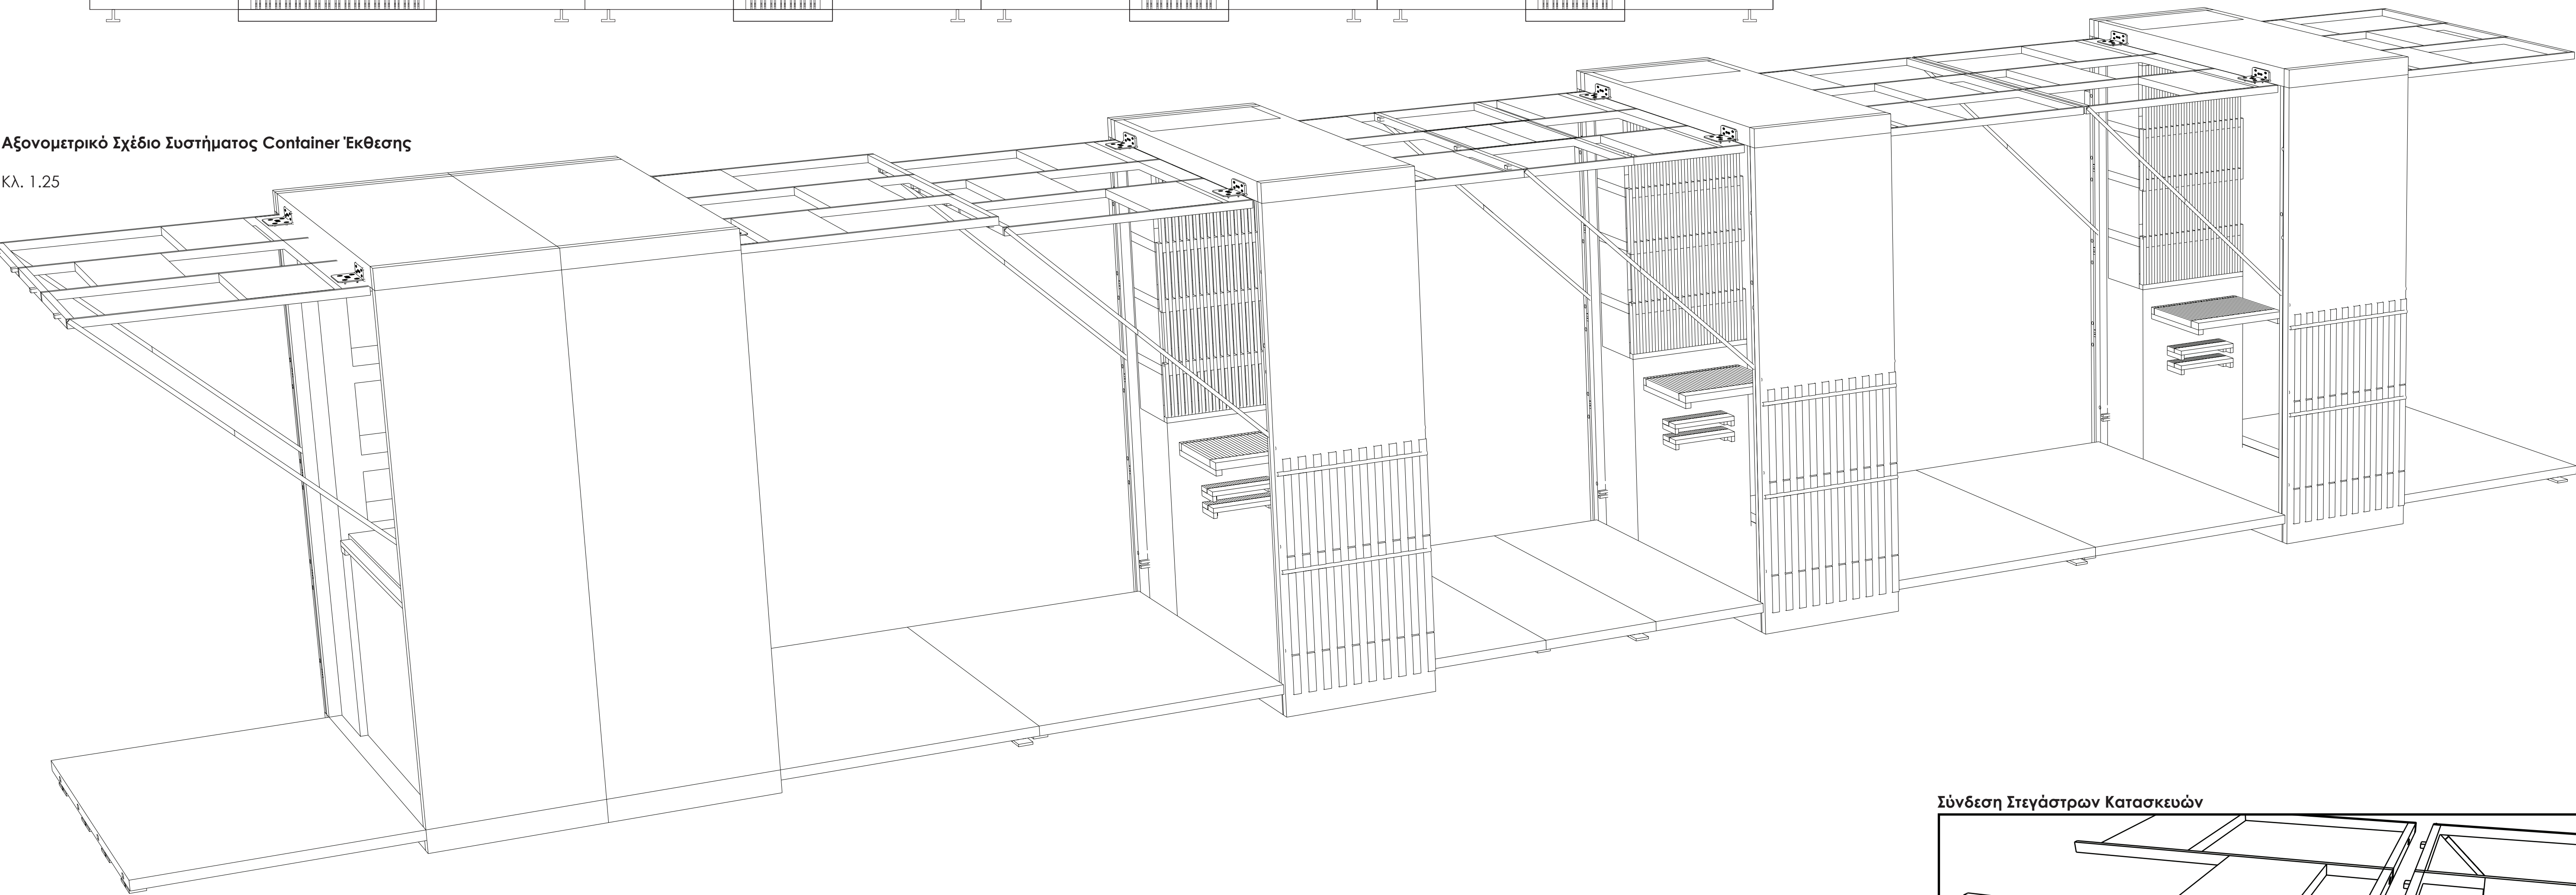 Αξονομετρικό Σχέδιο Συστήματος Container Έκθεσης
Κλ. 1.25
Σύνδεση Στεγάστρων Κατασκευών